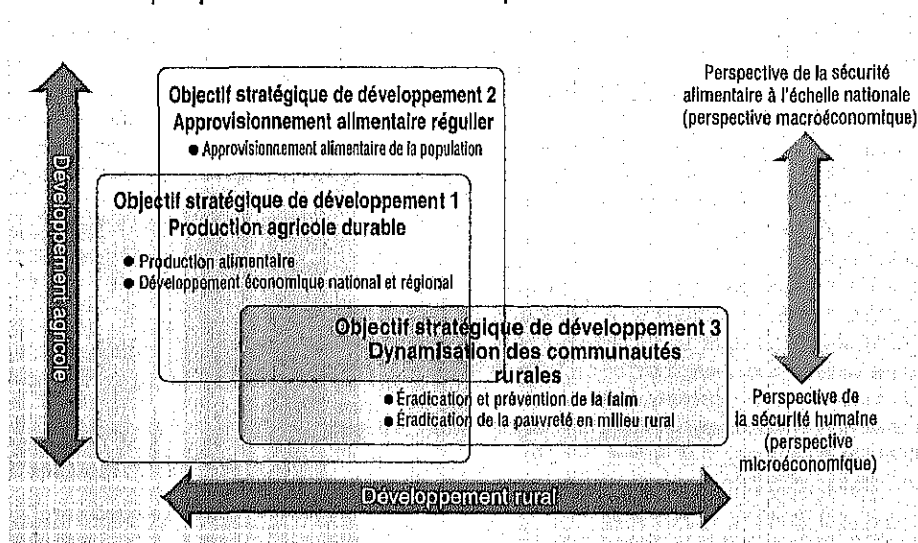 Objectif stratégique de développement 2
Approvisionnement alimentaire régulier
● Approvisionnement alimentaire de la population
Objectif stratégique de développement 1
Production agricole durable
● Production alimentaire
● Développement économique national et régional
Objectif stratégique de développement 3
Dynamisation des communautés
rurales
● Éradication et prévention de la faim
● Éradication de la pauvreté en milieu rural
Développement agricole
Développement rural
Perspective de la sécurité
alimentaire à l'échelle nationale
(perspective macroéconomique)
Perspective de
la sécurité humaine
(perspective
microéconomique)